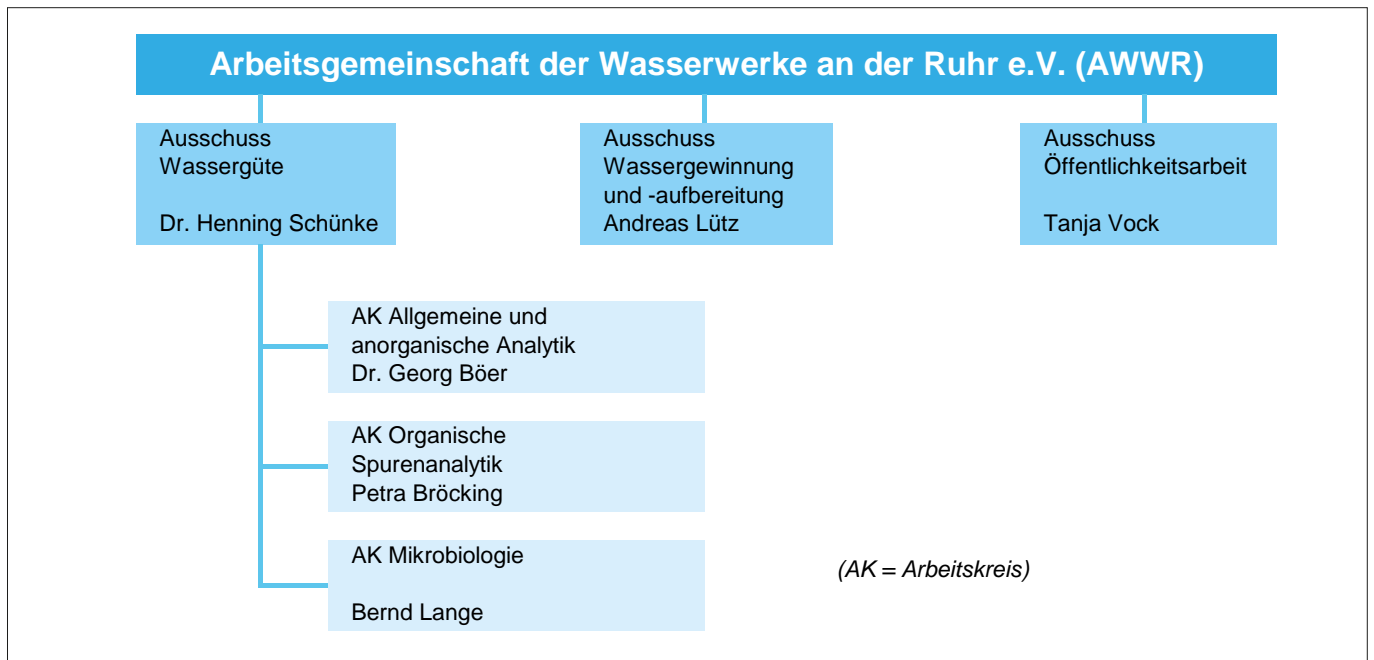 Arbeitsgemeinschaft der Wasserwerke an der Ruhr e.V. (AWWR)
Ausschuss
Wassergüte
Dr. Henning Schünke
Ausschuss
Wassergewinnung
und -aufbereitung
Andreas Lütz
Ausschuss
Öffentlichkeitsarbeit
Tanja Vock
AK Allgemeine und
anorganische Analytik
Dr. Georg Böer
AK Organische
Spurenanalytik
Petra Bröcking
AK Mikrobiologie
Bernd Lange
(AK = Arbeitskreis)